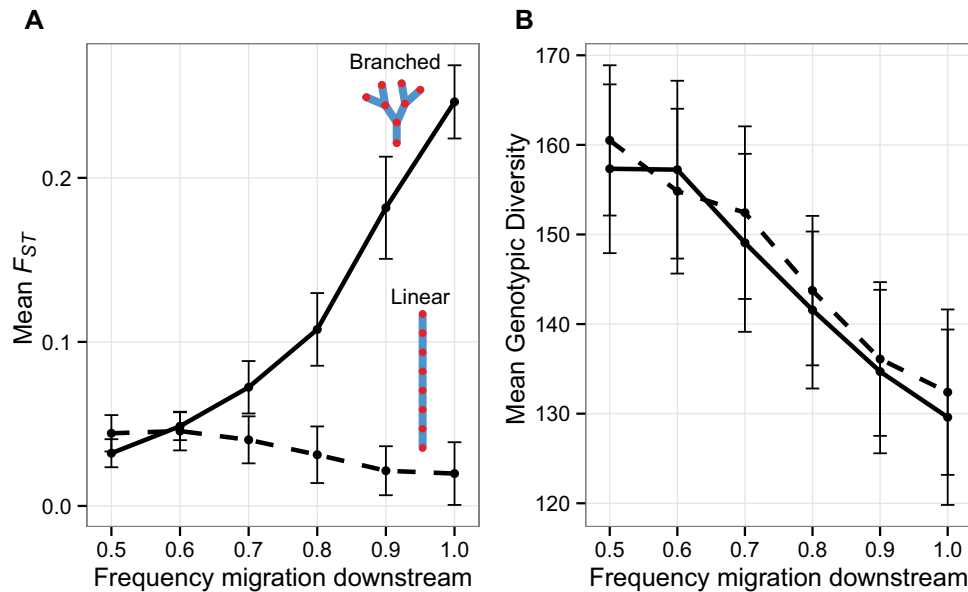 A
Mean F_ST
0.2
0.1
0.0
Branched
Linear
0.5 0.6 0.7 0.8 0.9 1.0
Frequency migration downstream
B
Mean Genotypic Diversity
170
160
150
140
130
120
0.5 0.6 0.7 0.8 0.9 1.0
Frequency migration downstream